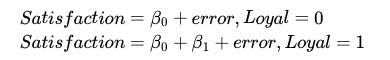 Satisfaction = β₀ + error, Loyal = 0
Satisfaction = β₀ + β₁ + error, Loyal = 1